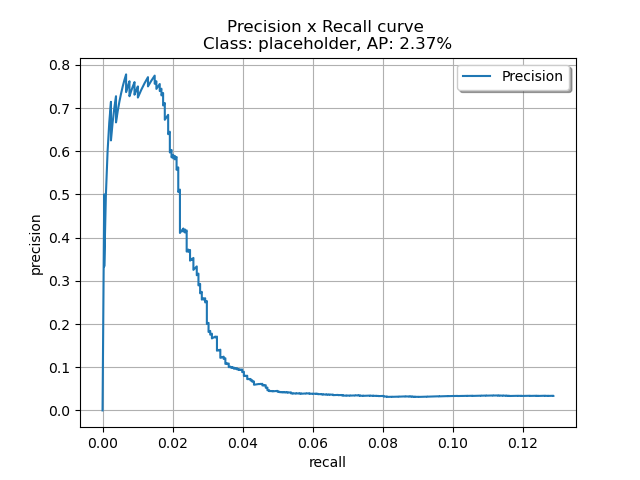 Precision x Recall curve
Class: placeholder, AP: 2.37%
Precision
precision
0.8
0.7
0.6
0.5
0.4
0.3
0.2
0.1
0.0
0.00 0.02 0.04 0.06 0.08 0.10 0.12
recall